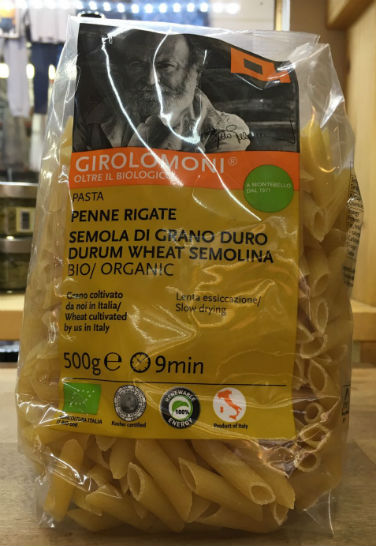 GIROLOMONI®
OLTRE IL BIOLOGICO
A MONTEBELLO
DAL 1971
PASTA
PENNE RIGATE
SEMOLA DI GRANO DURO
DURUM WHEAT SEMOLINA
BIO/ ORGANIC
Grano coltivato
da noi in Italia/
Wheat cultivated
by us in Italy
Lenta essiccazione/
Slow drying
500g ℮ 9min
RENEWABLE
100%
ENERGY
AGRICOLTURA ITALIA
Kosher certified
Product of Italy